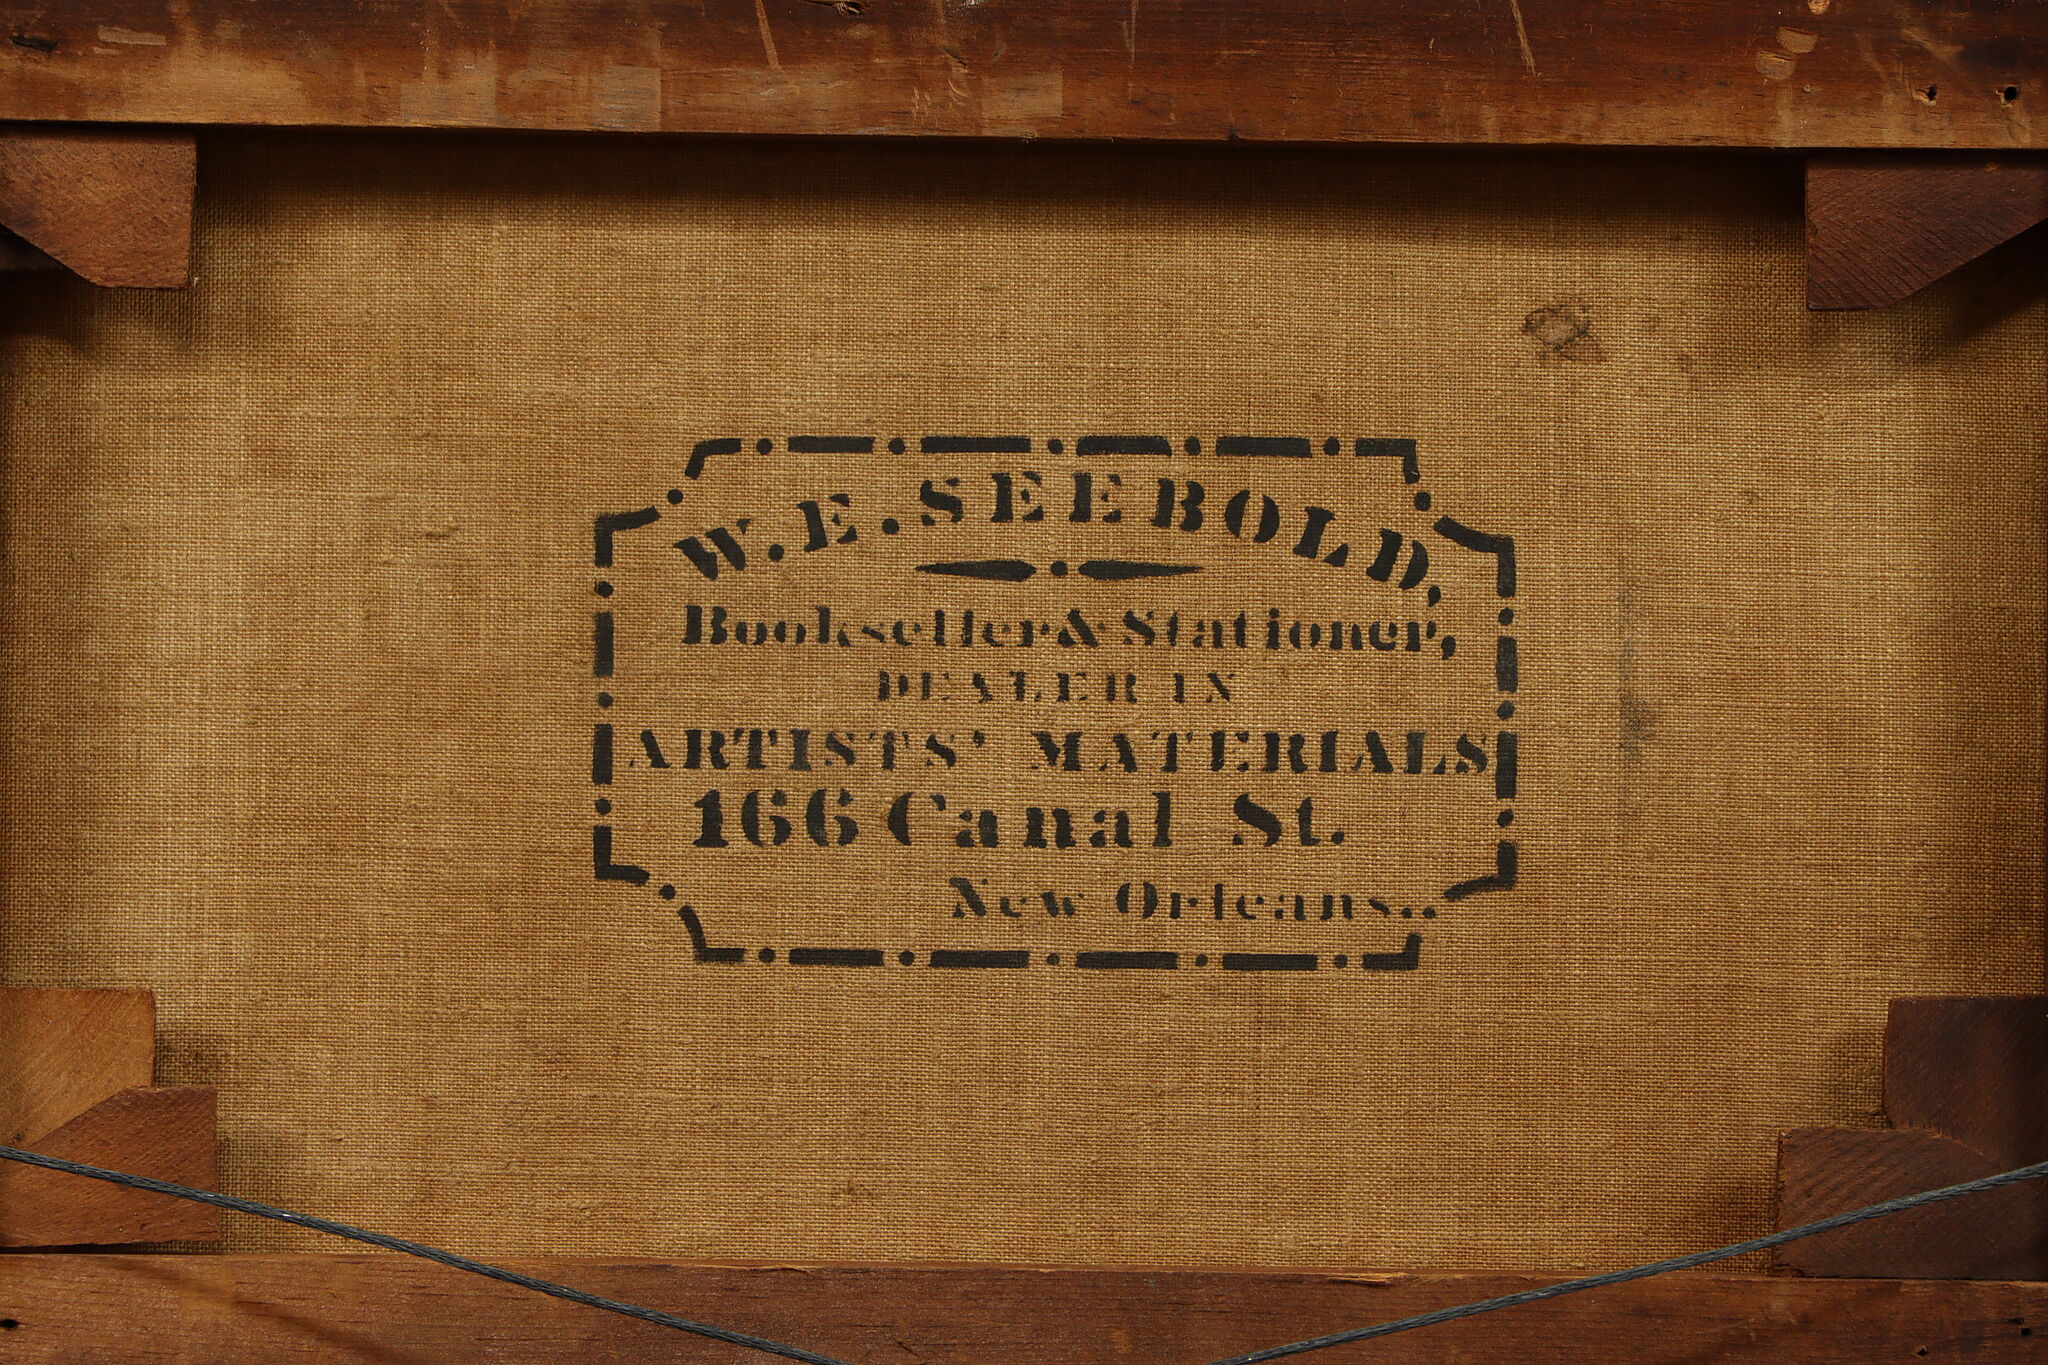 W.E.SEEBOLD,
Bookseller & Stationer,
DEALER IN
ARTISTS' MATERIALS
166 Canal St.
New Orleans..